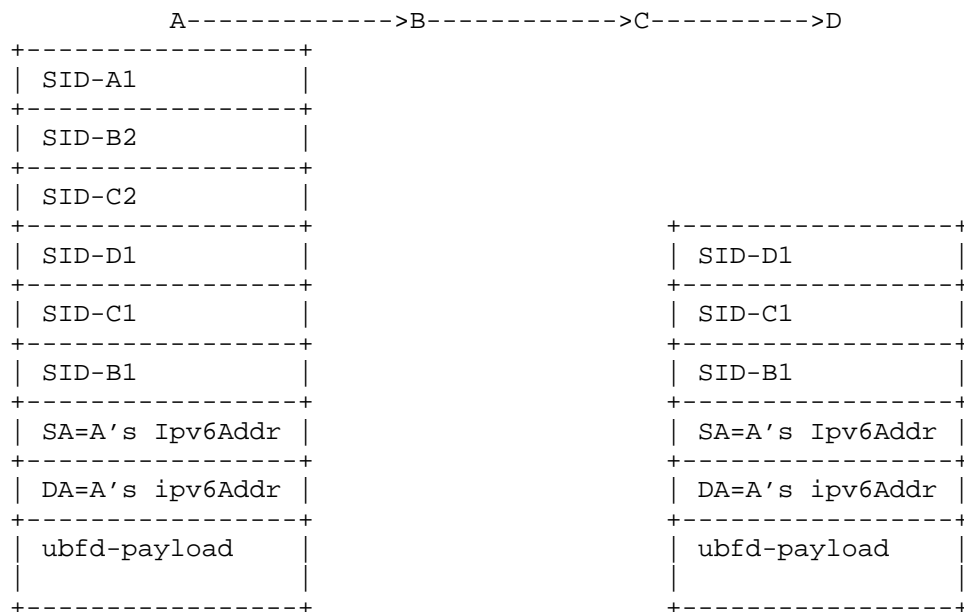 A------------->B------------>C---------->D
+-----------------+
| SID-A1 |
+-----------------+
| SID-B2 |
+-----------------+
| SID-C2 |
+-----------------+ +-----------------+
| SID-D1 | | SID-D1 |
+-----------------+ +-----------------+
| SID-C1 | | SID-C1 |
+-----------------+ +-----------------+
| SID-B1 | | SID-B1 |
+-----------------+ +-----------------+
| SA=A's Ipv6Addr | | SA=A's Ipv6Addr |
+-----------------+ +-----------------+
| DA=A's ipv6Addr | | DA=A's ipv6Addr |
+-----------------+ +-----------------+
| ubfd-payload | | ubfd-payload |
| | | |
+-----------------+ +-----------------+